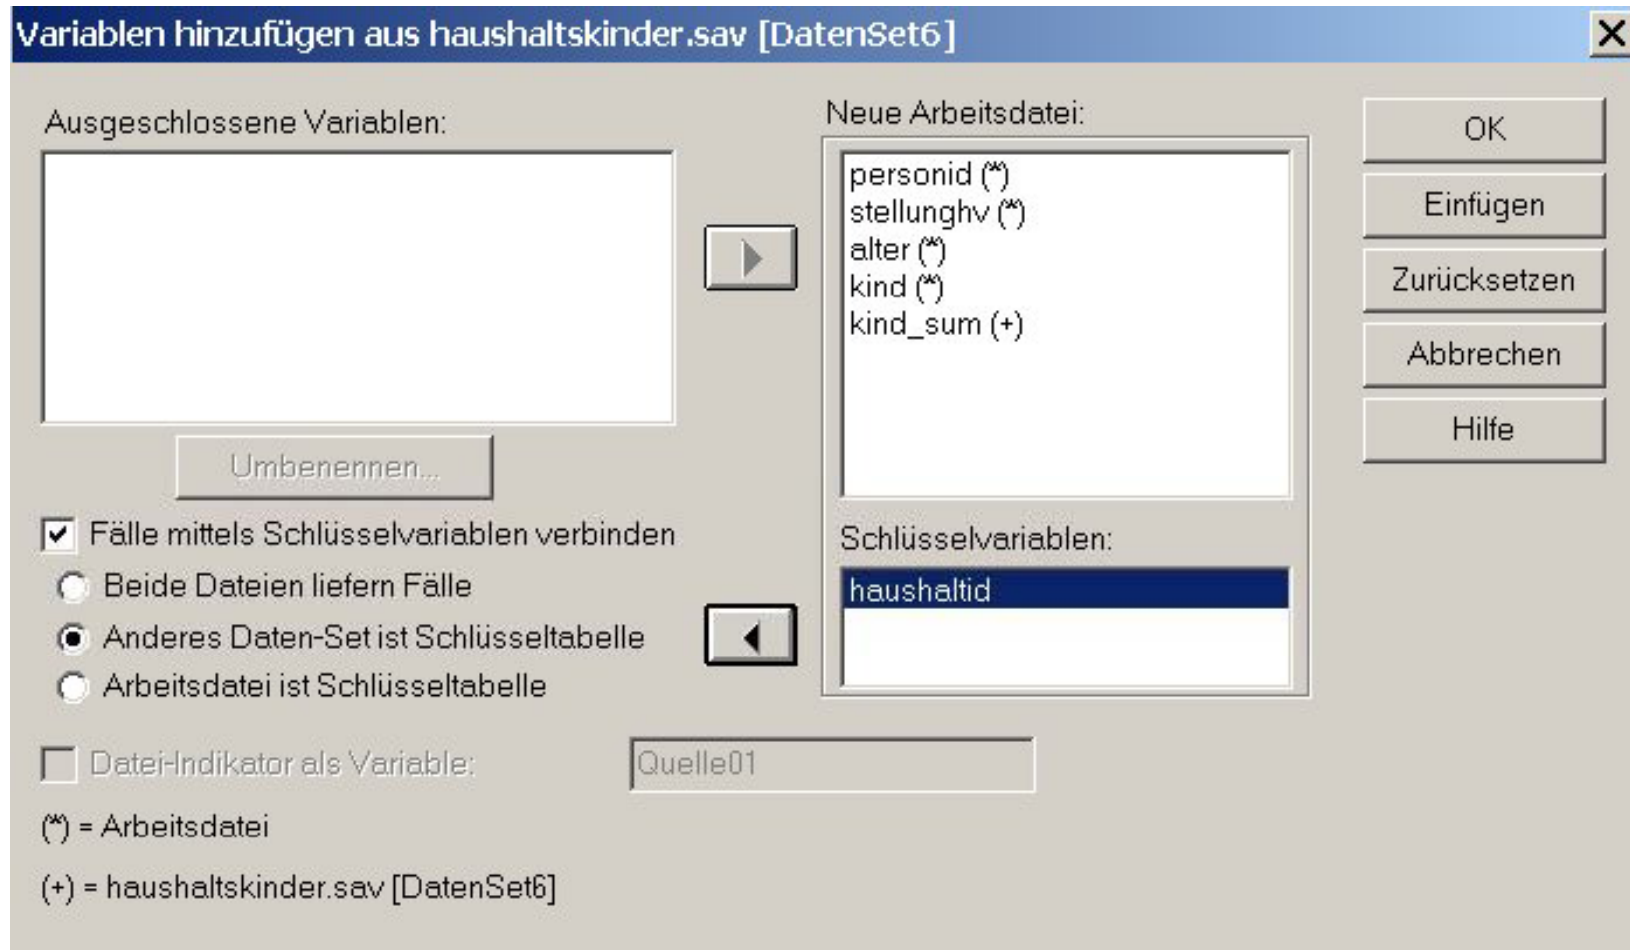 Variablen hinzufügen aus haushaltskinder.sav [DatenSet6]
Ausgeschlossene Variablen:
Neue Arbeitsdatei:
personid (*)
stellunghv (*)
alter (*)
kind (*)
kind_sum (+)
OK
Einfügen
Zurücksetzen
Abbrechen
Hilfe
Umbenennen...
Fälle mittels Schlüsselvariablen verbinden
Beide Dateien liefern Fälle
Anderes Daten-Set ist Schlüsseltabelle
Arbeitsdatei ist Schlüsseltabelle
Schlüsselvariablen:
haushaltid
Datei-Indikator als Variable:
Quelle01
(*) = Arbeitsdatei
(+) = haushaltskinder.sav [DatenSet6]